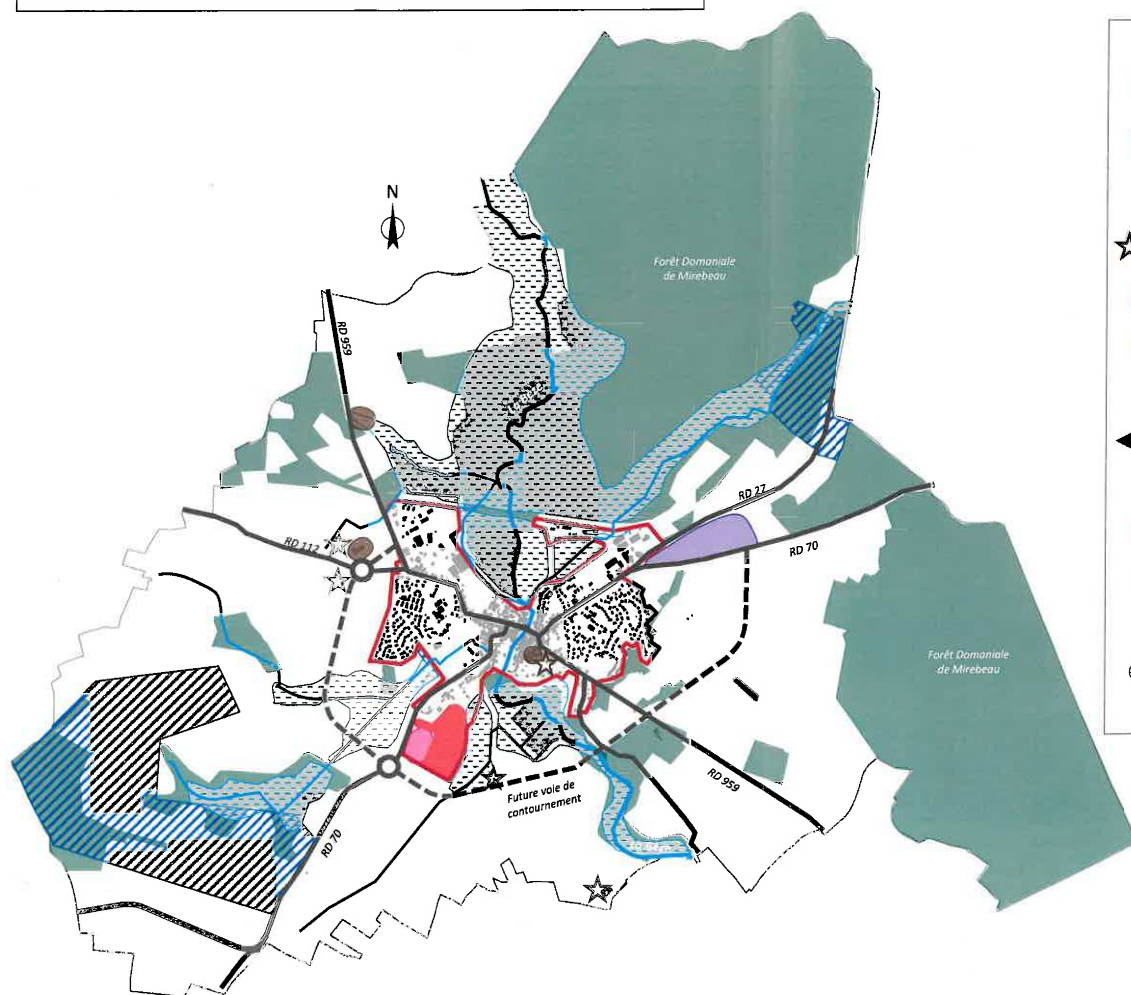 N
Forêt Domaniale
de Mirebeau
RD 959
RD 27
RD 112
RD 70
Forêt Domaniale
de Mirebeau
RD 959
Future voie de
contournement
RD 70